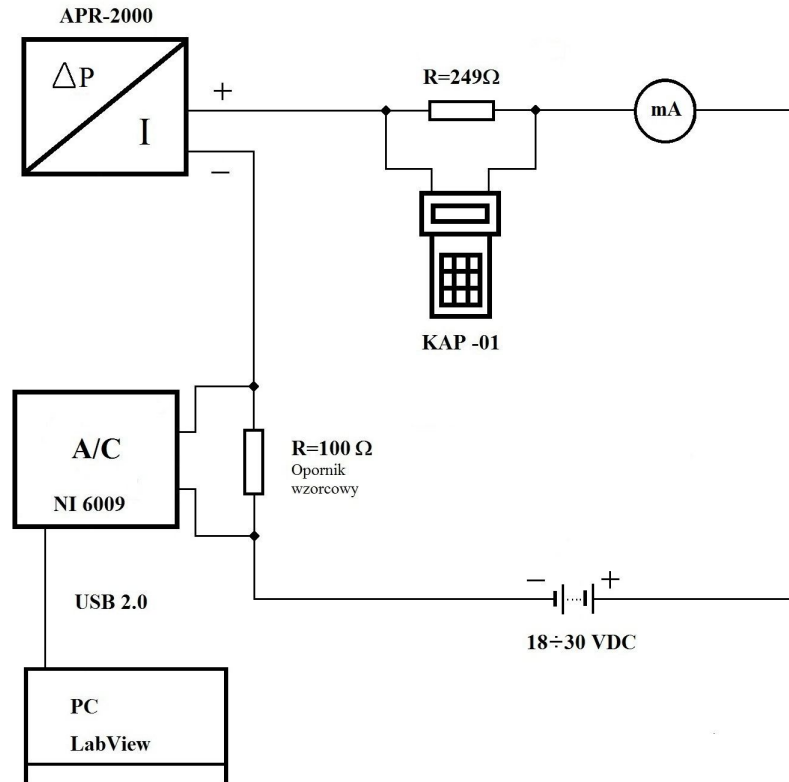 APR-2000
△P
I
+
−
R=249Ω
mA
KAP -01
A/C
NI 6009
R=100 Ω
Opornik
wzorcowy
USB 2.0
− +
18÷30 VDC
PC
LabView